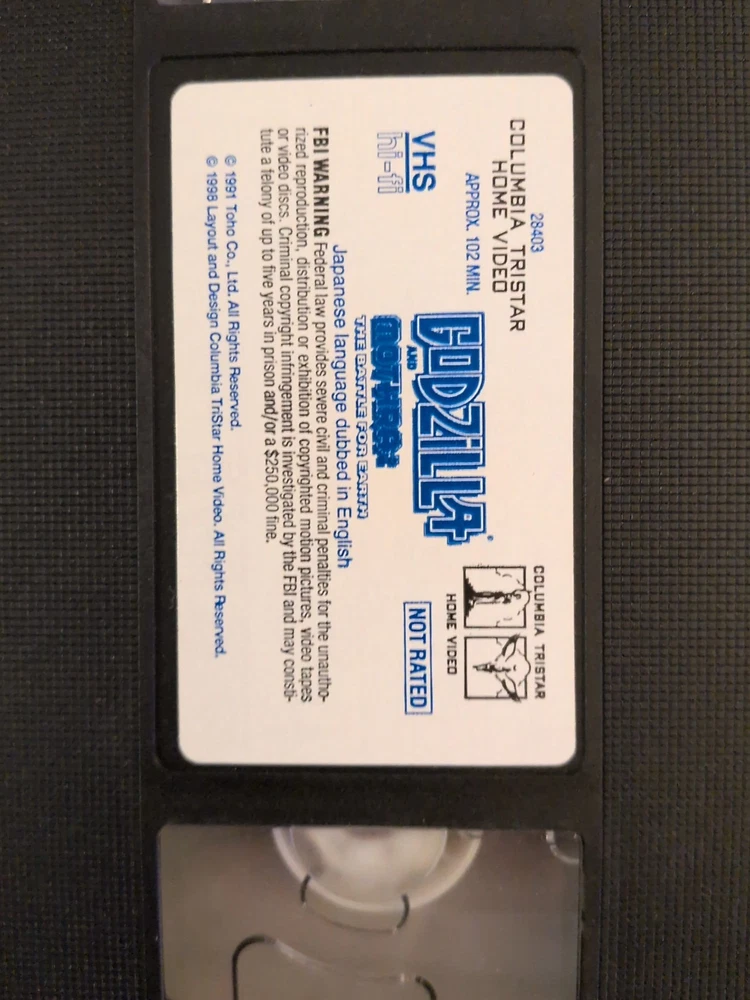 COLUMBIA TRISTAR
HOME VIDEO
28403
APPROX. 102 MIN.
VHS
hi-fi
GODZILLA®
AND
MOTHRA:
THE BATTLE FOR EARTH
COLUMBIA TRISTAR
HOME VIDEO
NOT RATED
Japanese language dubbed in English
FBI WARNING Federal law provides severe civil and criminal penalties for the unautho-
rized reproduction, distribution or exhibition of copyrighted motion pictures, video tapes
or video discs. Criminal copyright infringement is investigated by the FBI and may consti-
tute a felony of up to five years in prison and/or a $250,000 fine.
© 1991 Toho Co., Ltd. All Rights Reserved.
© 1998 Layout and Design Columbia TriStar Home Video. All Rights Reserved.